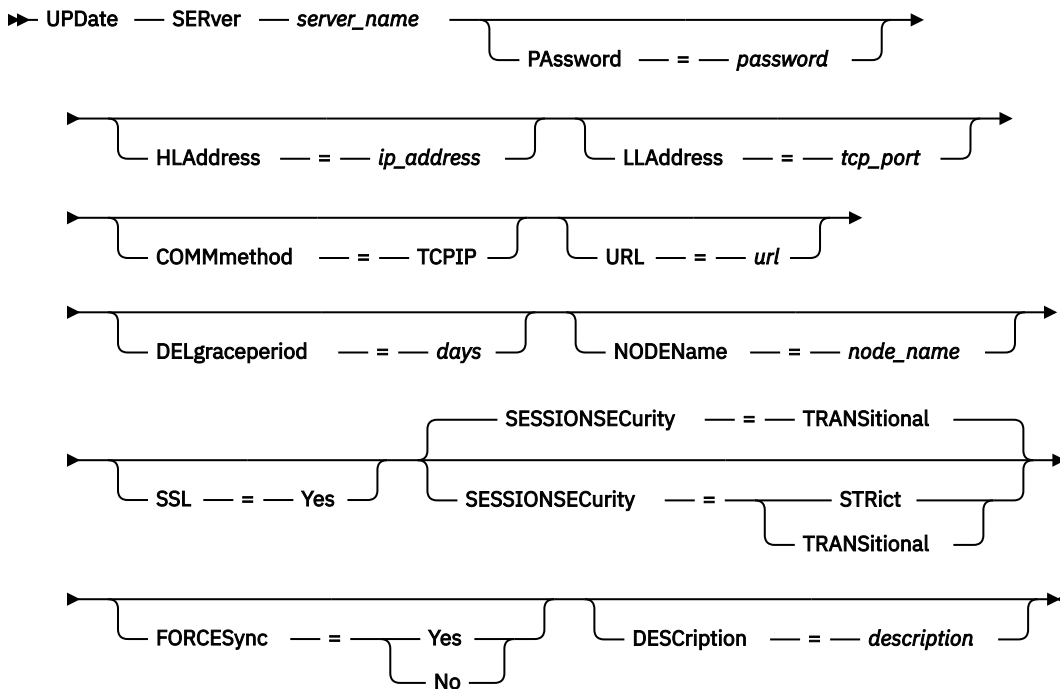 UPDate SERver server_name
PAssword = password
HLAddress = ip_address LLAddress = tcp_port
COMMmethod = TCPIP URL = url
DELgraceperiod = days NODEName = node_name
SESSIONSECurity = TRANSitional
SSL = Yes SESSIONSECurity = STRict
TRANSitional
FORCESync = Yes DESCription = description
No